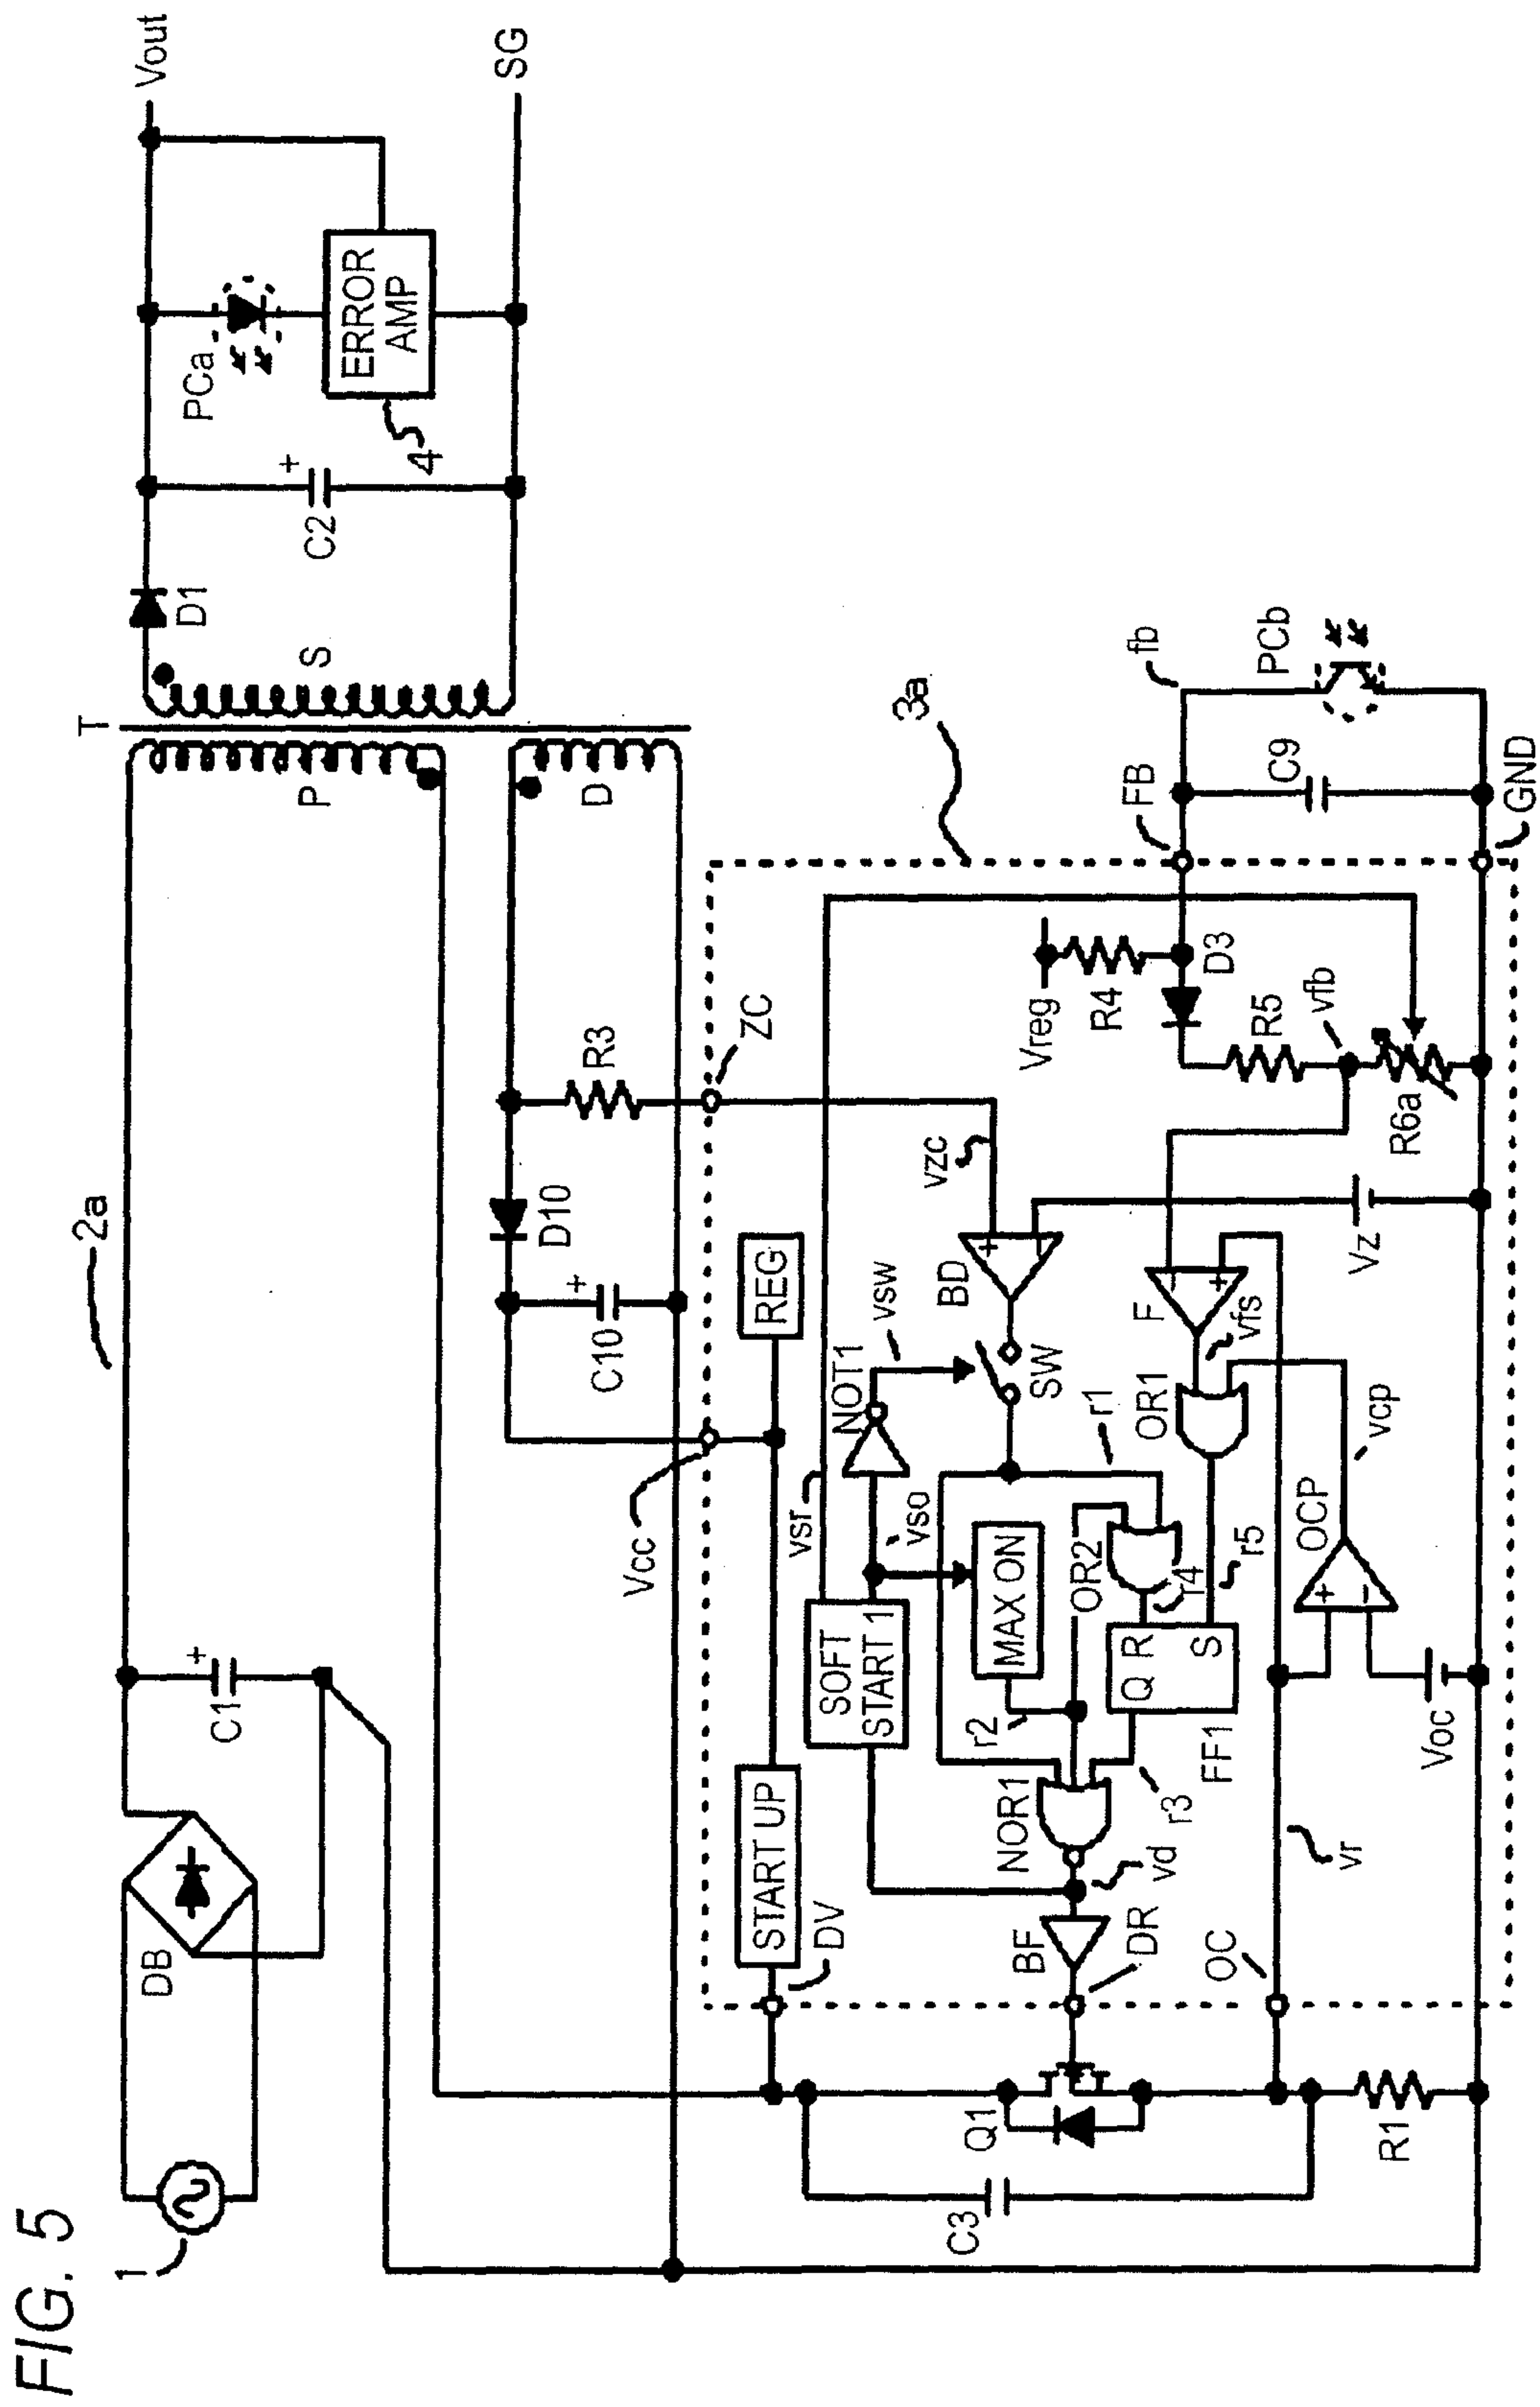 FIG. 5
1
DB
C1
+
2a
T
P
S
D1
C2
+
PCa
ERROR
AMP
4
Vout
SG
D
D10
R3
C10
+
Vcc
ZC
3a
START UP
DV
REG
SOFT
START 1
vsr
vso
NOT1
vsw
MAX ON
r2
BD
+
−
vzc
SW
r1
OR2
r4
NOR1
vd
BF
DR
r3
Q
R
S
FF1
r5
OR1
vfs
F
−
+
Vz
Vreg
R4
D3
R5
vfb
R6a
FB
fb
C9
PCb
GND
Q1
C3
R1
OC
vr
OCP
+
−
vcp
Voc